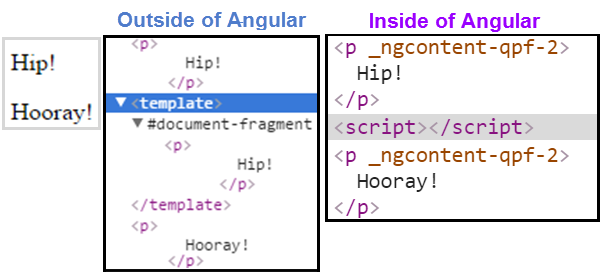 Outside of Angular
Inside of Angular
Hip!
Hooray!
<p>
Hip!
</p>
▼<template>
▼#document-fragment
<p>
Hip!
</p>
</template>
<p>
Hooray!
</p>
<p _ngcontent-qpf-2>
Hip!
</p>
<script></script>
<p _ngcontent-qpf-2>
Hooray!
</p>